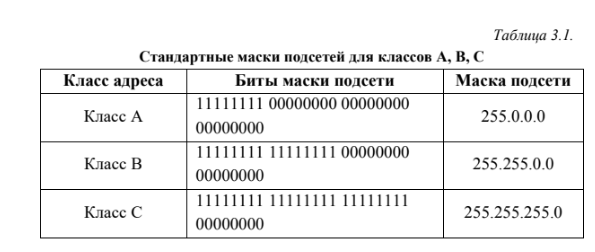 Таблица 3.1.
Стандартные маски подсетей для классов А, В, С
Класс адреса Биты маски подсети Маска подсети
Класс А 11111111 00000000 00000000 00000000 255.0.0.0
Класс В 11111111 11111111 00000000 00000000 255.255.0.0
Класс С 11111111 11111111 11111111 00000000 255.255.255.0